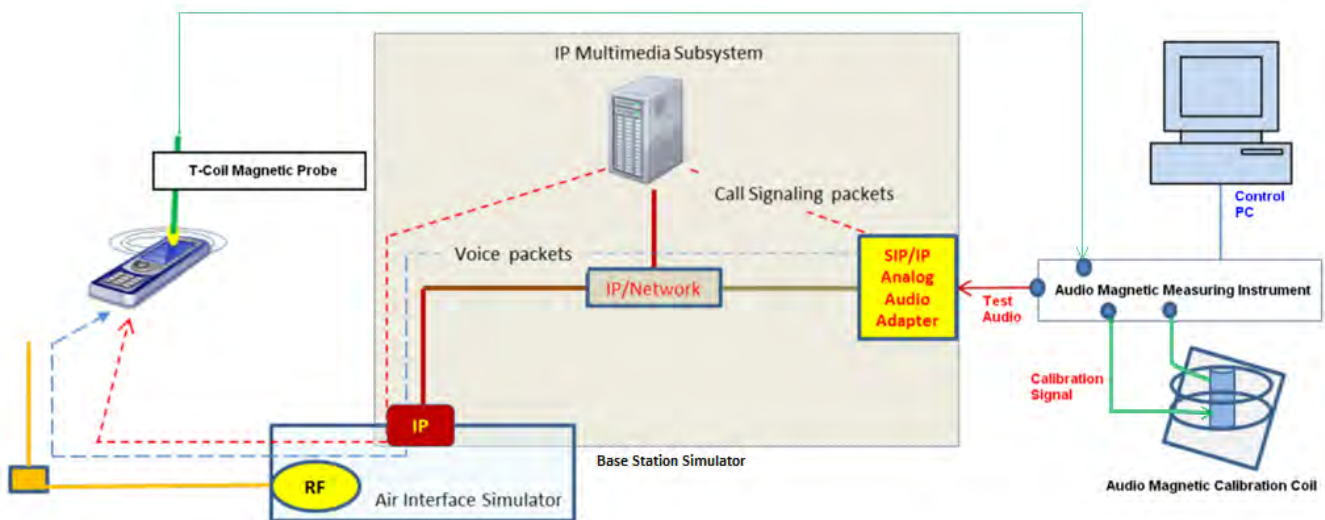 IP Multimedia Subsystem
T-Coil Magnetic Probe
Call Signaling packets
Control
PC
Voice packets
SIP/IP
Analog
Audio
Adapter
IP/Network
Test
Audio
Audio Magnetic Measuring Instrument
Calibration
Signal
IP
Base Station Simulator
RF
Air Interface Simulator
Audio Magnetic Calibration Coil